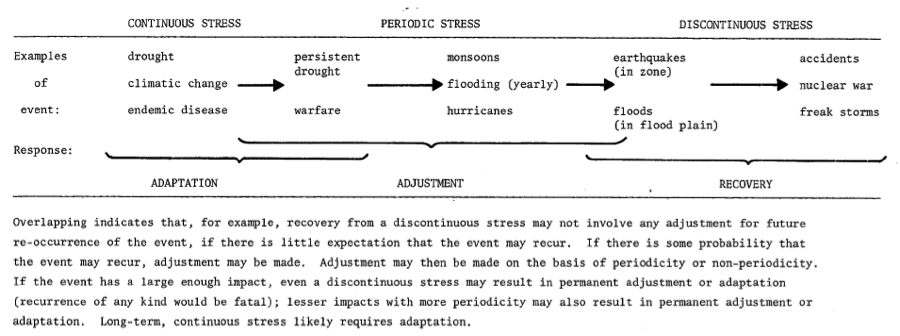 CONTINUOUS STRESS PERIODIC STRESS DISCONTINUOUS STRESS
Examples drought persistent monsoons earthquakes accidents
drought (in zone)
of climatic change flooding (yearly) nuclear war
event: endemic disease warfare hurricanes floods freak storms
(in flood plain)
Response:
ADAPTATION ADJUSTMENT RECOVERY
Overlapping indicates that, for example, recovery from a discontinuous stress may not involve any adjustment for future
re-occurrence of the event, if there is little expectation that the event may recur. If there is some probability that
the event may recur, adjustment may be made. Adjustment may then be made on the basis of periodicity or non-periodicity.
If the event has a large enough impact, even a discontinuous stress may result in permanent adjustment or adaptation
(recurrence of any kind would be fatal); lesser impacts with more periodicity may also result in permanent adjustment or
adaptation. Long-term, continuous stress likely requires adaptation.